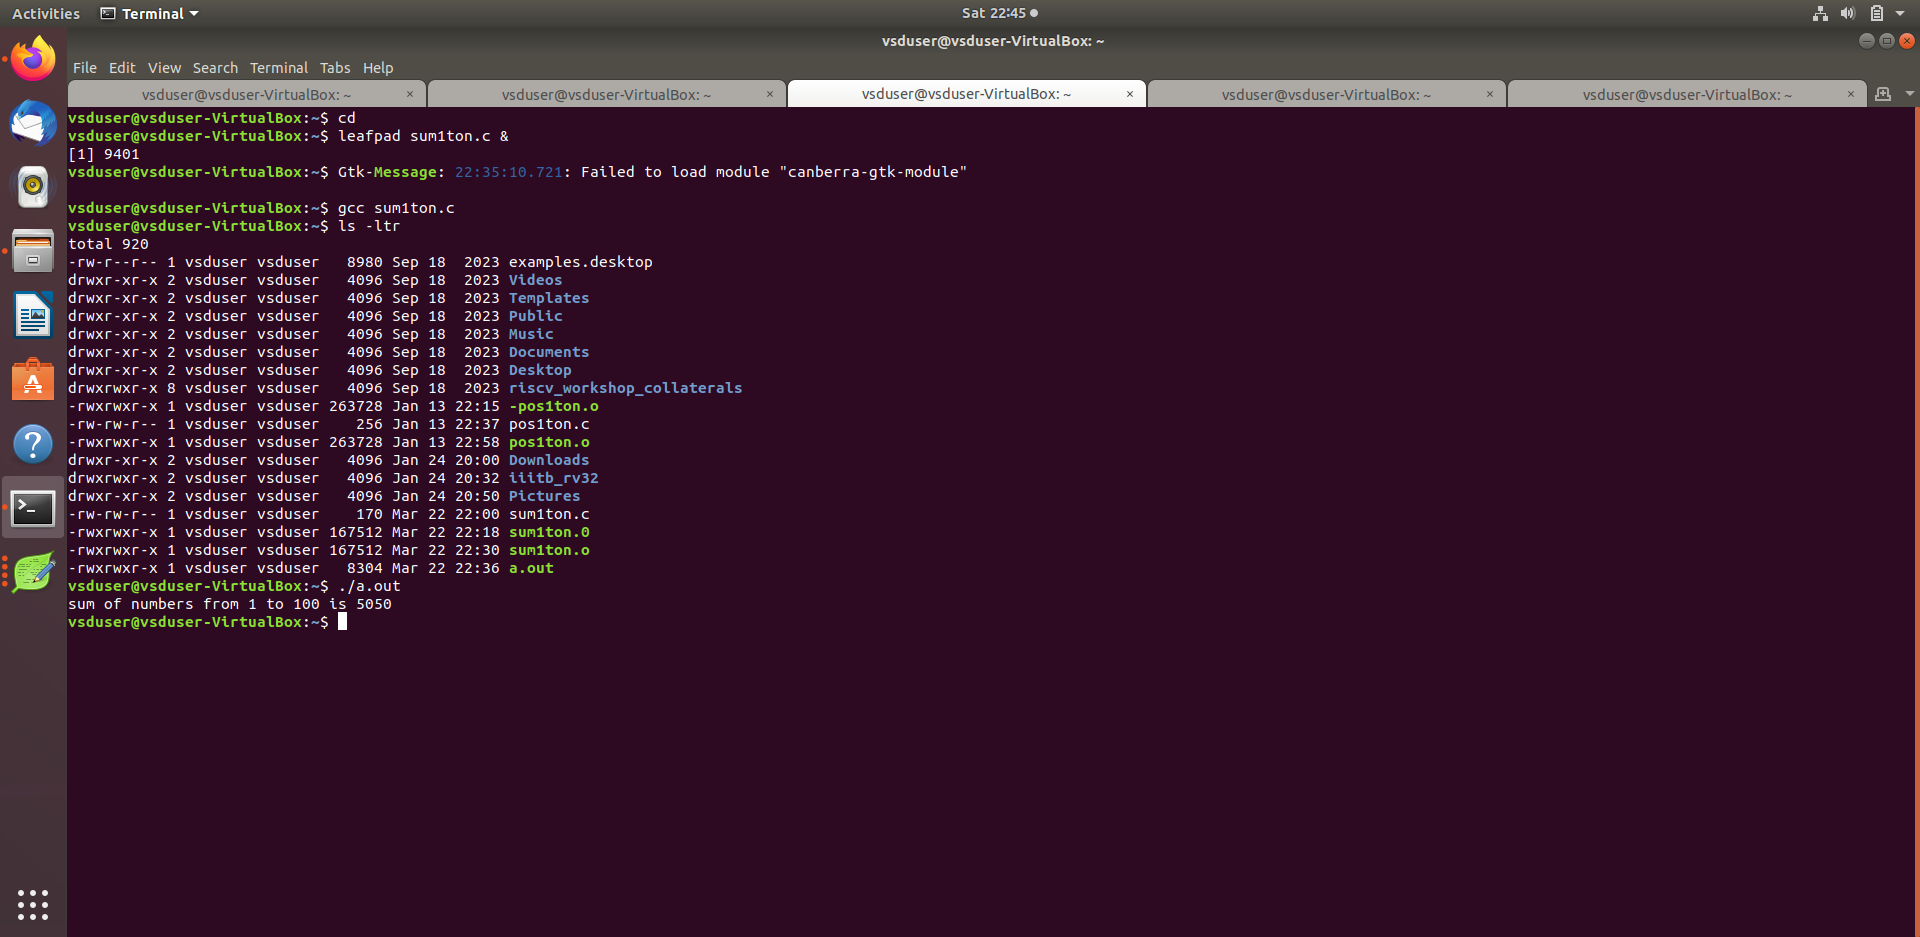 Activities Terminal Sat 22:45
vsduser@vsduser-VirtualBox: ~
File Edit View Search Terminal Tabs Help
vsduser@vsduser-VirtualBox: ~ × vsduser@vsduser-VirtualBox: ~ × vsduser@vsduser-VirtualBox: ~ × vsduser@vsduser-VirtualBox: ~ × vsduser@vsduser-VirtualBox: ~ ×
vsduser@vsduser-VirtualBox:~$ cd
vsduser@vsduser-VirtualBox:~$ leafpad sum1ton.c &
[1] 9401
vsduser@vsduser-VirtualBox:~$ Gtk-Message: 22:35:10.721: Failed to load module "canberra-gtk-module"
vsduser@vsduser-VirtualBox:~$ gcc sum1ton.c
vsduser@vsduser-VirtualBox:~$ ls -ltr
total 920
-rw-r--r-- 1 vsduser vsduser   8980 Sep 18  2023 examples.desktop
drwxr-xr-x 2 vsduser vsduser   4096 Sep 18  2023 Videos
drwxr-xr-x 2 vsduser vsduser   4096 Sep 18  2023 Templates
drwxr-xr-x 2 vsduser vsduser   4096 Sep 18  2023 Public
drwxr-xr-x 2 vsduser vsduser   4096 Sep 18  2023 Music
drwxr-xr-x 2 vsduser vsduser   4096 Sep 18  2023 Documents
drwxr-xr-x 2 vsduser vsduser   4096 Sep 18  2023 Desktop
drwxrwxr-x 8 vsduser vsduser   4096 Sep 18  2023 riscv_workshop_collaterals
-rwxrwxr-x 1 vsduser vsduser 263728 Jan 13 22:15 -pos1ton.o
-rw-rw-r-- 1 vsduser vsduser    256 Jan 13 22:37 pos1ton.c
-rwxrwxr-x 1 vsduser vsduser 263728 Jan 13 22:58 pos1ton.o
drwxr-xr-x 2 vsduser vsduser   4096 Jan 24 20:00 Downloads
drwxrwxr-x 2 vsduser vsduser   4096 Jan 24 20:32 iiitb_rv32
drwxr-xr-x 2 vsduser vsduser   4096 Jan 24 20:50 Pictures
-rw-rw-r-- 1 vsduser vsduser    170 Mar 22 22:00 sum1ton.c
-rwxrwxr-x 1 vsduser vsduser 167512 Mar 22 22:18 sum1ton.0
-rwxrwxr-x 1 vsduser vsduser 167512 Mar 22 22:30 sum1ton.o
-rwxrwxr-x 1 vsduser vsduser   8304 Mar 22 22:36 a.out
vsduser@vsduser-VirtualBox:~$ ./a.out
sum of numbers from 1 to 100 is 5050
vsduser@vsduser-VirtualBox:~$